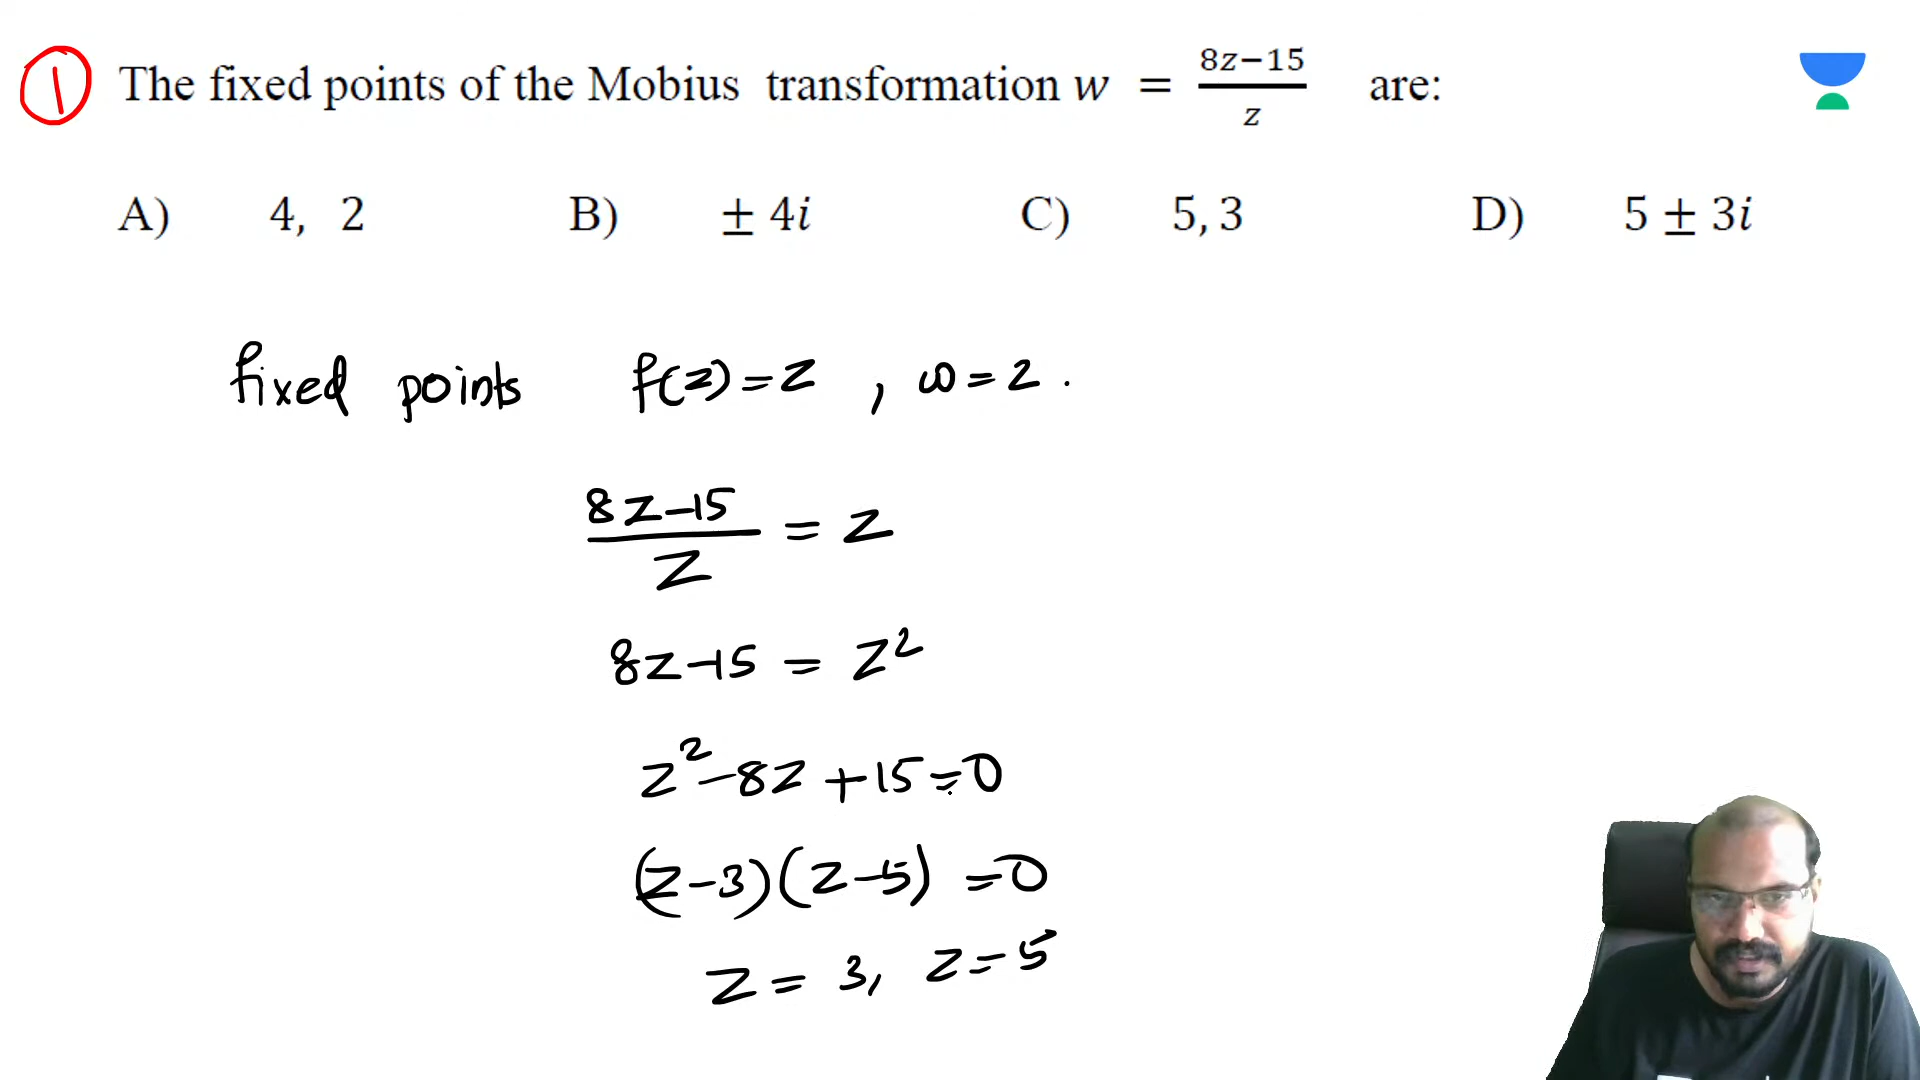 ① The fixed points of the Mobius transformation w = (8z−15)/z are:
A) 4, 2 B) ± 4i C) 5, 3 D) 5 ± 3i
fixed points f(z) = z , ω = z .
(8z−15)/z = z
8z−15 = z²
z² − 8z + 15 = 0
(z−3)(z−5) = 0
z = 3, z = 5